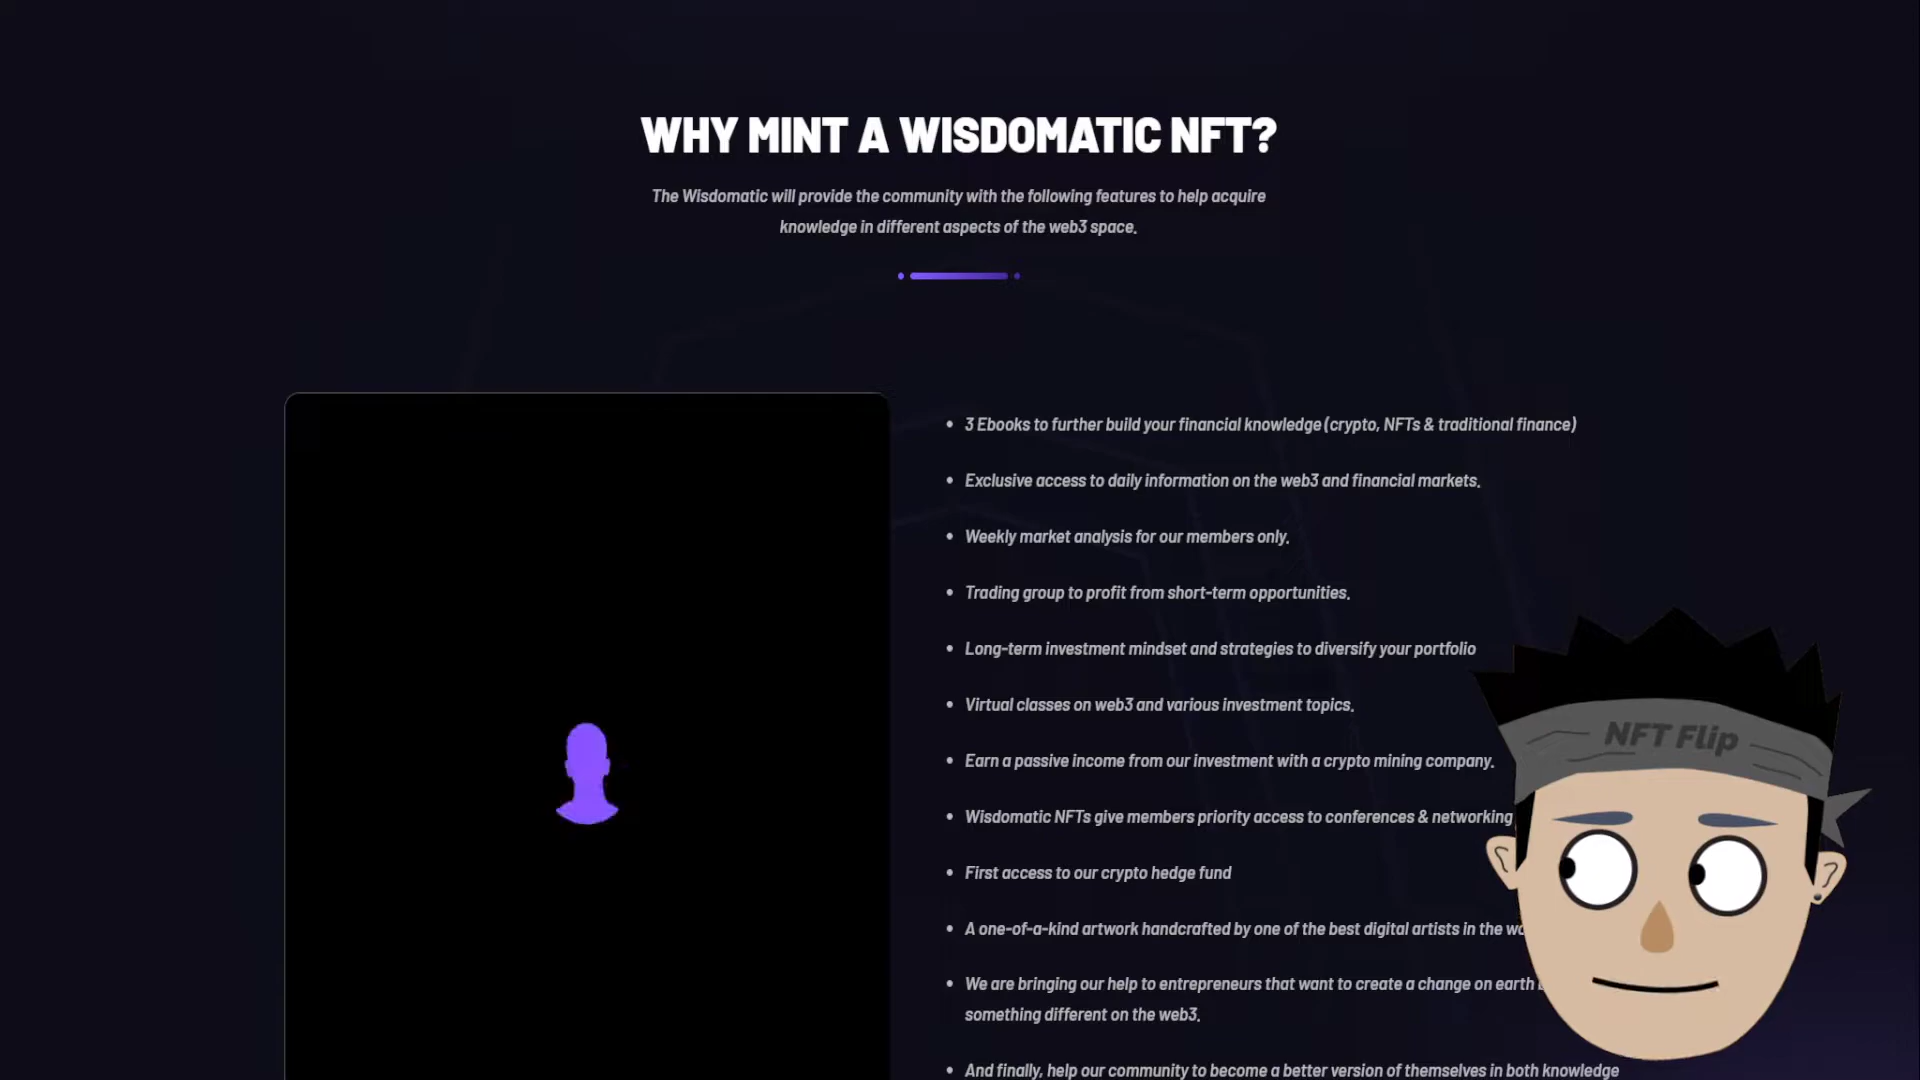 WHY MINT A WISDOMATIC NFT?
The Wisdomatic will provide the community with the following features to help acquire
knowledge in different aspects of the web3 space.
• 3 Ebooks to further build your financial knowledge (crypto, NFTs & traditional finance)
• Exclusive access to daily information on the web3 and financial markets.
• Weekly market analysis for our members only.
• Trading group to profit from short-term opportunities.
• Long-term investment mindset and strategies to diversify your portfolio
• Virtual classes on web3 and various investment topics.
• Earn a passive income from our investment with a crypto mining company.
• Wisdomatic NFTs give members priority access to conferences & networking
• First access to our crypto hedge fund
• A one-of-a-kind artwork handcrafted by one of the best digital artists in the
• We are bringing our help to entrepreneurs that want to create a change on earth
something different on the web3.
• And finally, help our community to become a better version of themselves in both knowledge
NFT Flip